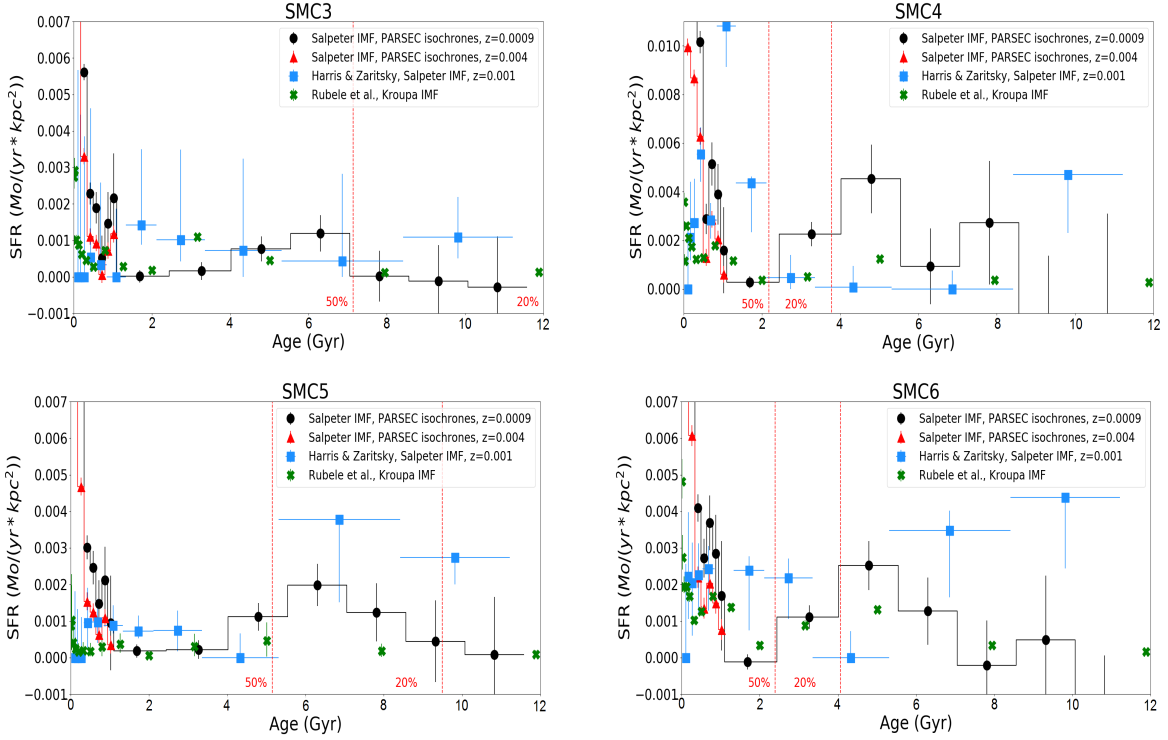 SMC3
SFR (Mo/(yr* kpc²))
0.007
0.006
0.005
0.004
0.003
0.002
0.001
0.000
−0.001
Salpeter IMF, PARSEC isochrones, z=0.0009
Salpeter IMF, PARSEC isochrones, z=0.004
Harris & Zaritsky, Salpeter IMF, z=0.001
Rubele et al., Kroupa IMF
50%
20%
0 2 4 6 8 10 12
Age (Gyr)
SMC4
SFR (Mo/(yr* kpc²))
0.010
0.008
0.006
0.004
0.002
0.000
Salpeter IMF, PARSEC isochrones, z=0.0009
Salpeter IMF, PARSEC isochrones, z=0.004
Harris & Zaritsky, Salpeter IMF, z=0.001
Rubele et al., Kroupa IMF
50%
20%
0 2 4 6 8 10 12
Age (Gyr)
SMC5
SFR (Mo/(yr* kpc²))
0.007
0.006
0.005
0.004
0.003
0.002
0.001
0.000
−0.001
Salpeter IMF, PARSEC isochrones, z=0.0009
Salpeter IMF, PARSEC isochrones, z=0.004
Harris & Zaritsky, Salpeter IMF, z=0.001
Rubele et al., Kroupa IMF
50%
20%
0 2 4 6 8 10 12
Age (Gyr)
SMC6
SFR (Mo/(yr* kpc²))
0.007
0.006
0.005
0.004
0.003
0.002
0.001
0.000
−0.001
Salpeter IMF, PARSEC isochrones, z=0.0009
Salpeter IMF, PARSEC isochrones, z=0.004
Harris & Zaritsky, Salpeter IMF, z=0.001
Rubele et al., Kroupa IMF
50%
20%
0 2 4 6 8 10 12
Age (Gyr)